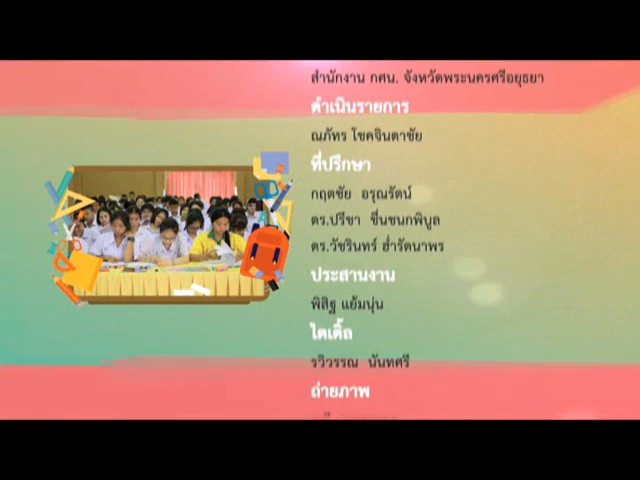 สำนักงาน กศน. จังหวัดพระนครศรีอยุธยา
ดำเนินรายการ
ณภัทร โชคจินดาชัย
ที่ปรึกษา
กฤตชัย อรุณรัตน์
ดร.ปรีชา ชื่นชนกพิบูล
ดร.วัชรินทร์ ฮ่ำรัตนาพร
ประสานงาน
พิสิฐ แย้มนุ่น
ไตเติ้ล
รวิวรรณ นันทศรี
ถ่ายภาพ